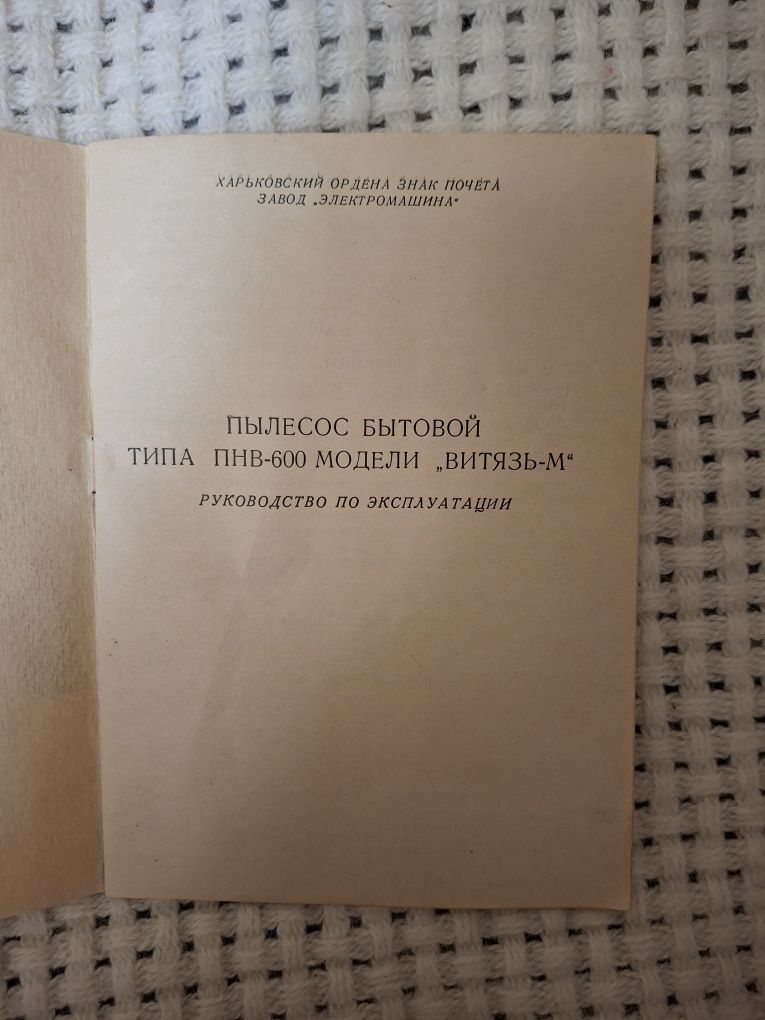 ХАРЬКОВСКИЙ ОРДЕНА ЗНАК ПОЧЕТА
ЗАВОД „ЭЛЕКТРОМАШИНА“
ПЫЛЕСОС БЫТОВОЙ
ТИПА ПНВ-600 МОДЕЛИ „ВИТЯЗЬ-М“
РУКОВОДСТВО ПО ЭКСПЛУАТАЦИИ